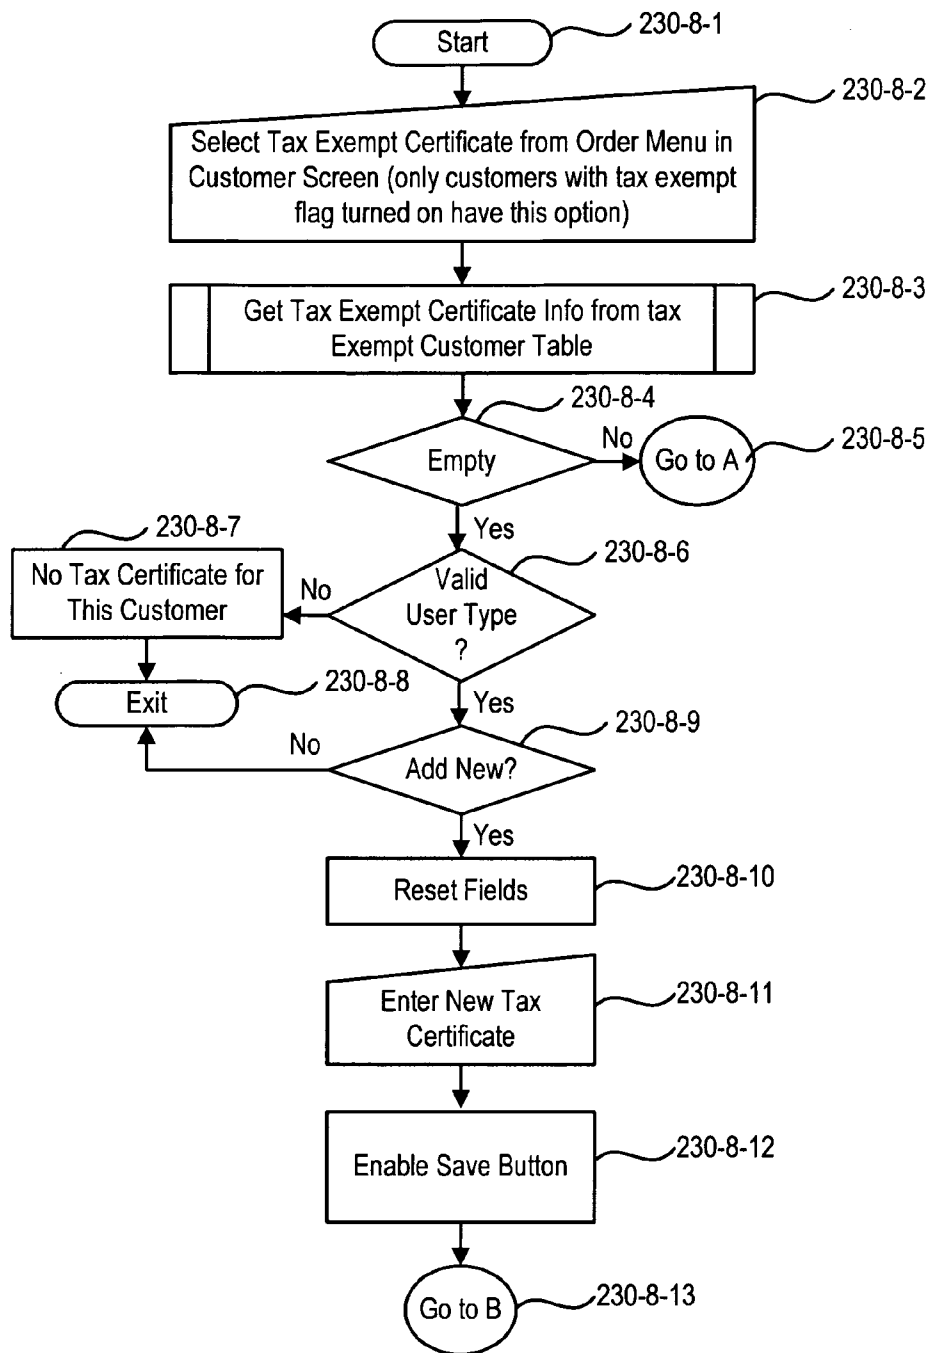 Start
230-8-1
230-8-2
Select Tax Exempt Certificate from Order Menu in
Customer Screen (only customers with tax exempt
flag turned on have this option)
230-8-3
Get Tax Exempt Certificate Info from tax
Exempt Customer Table
230-8-4
Empty
No
Go to A
230-8-5
Yes
230-8-7
230-8-6
No Tax Certificate for
This Customer
No
Valid
User Type
?
Exit
230-8-8
Yes
230-8-9
No
Add New?
Yes
Reset Fields
230-8-10
Enter New Tax
Certificate
230-8-11
Enable Save Button
230-8-12
Go to B
230-8-13